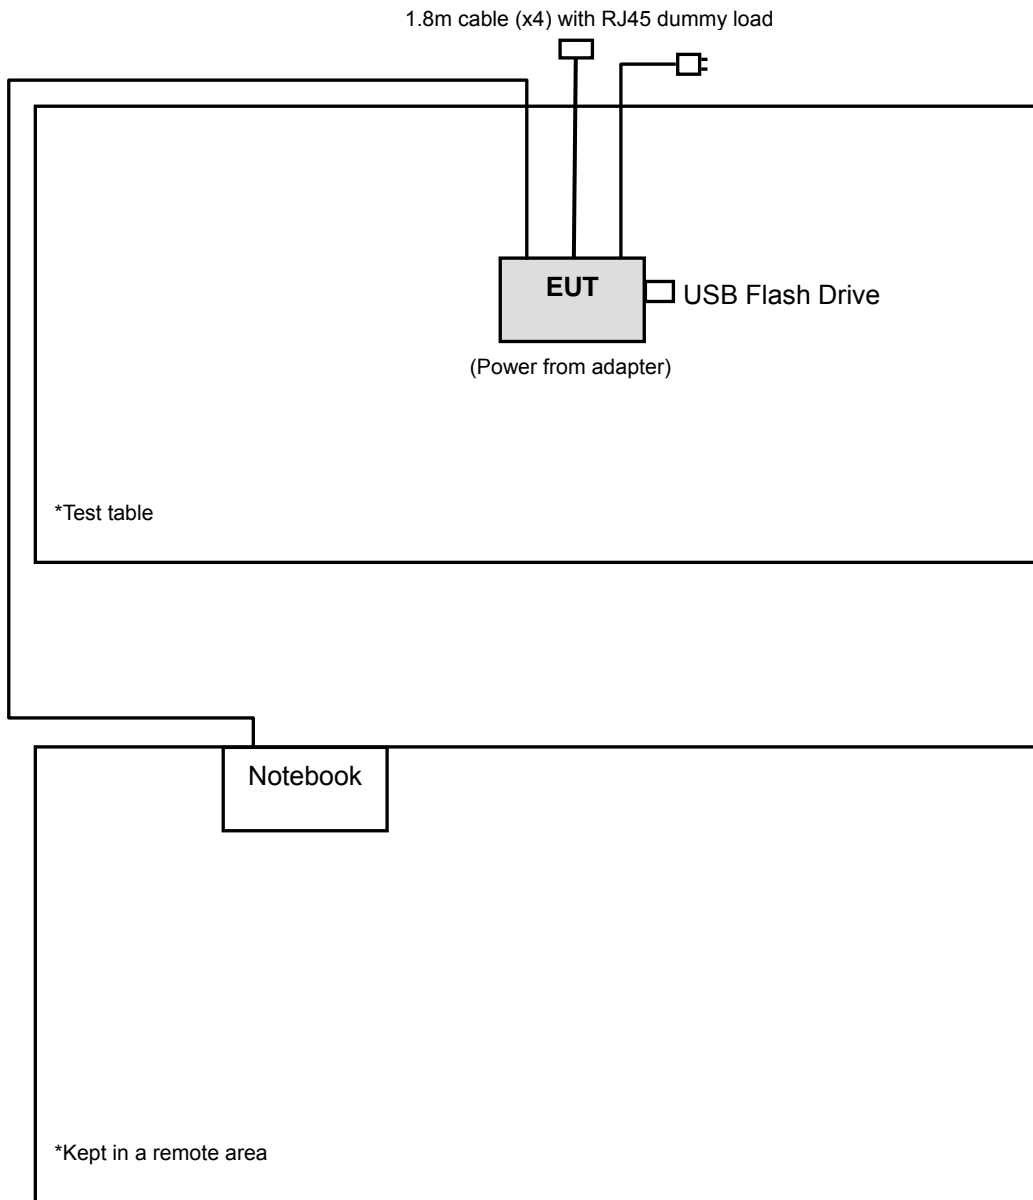 1.8m cable (x4) with RJ45 dummy load
EUT
USB Flash Drive
(Power from adapter)
*Test table
Notebook
*Kept in a remote area